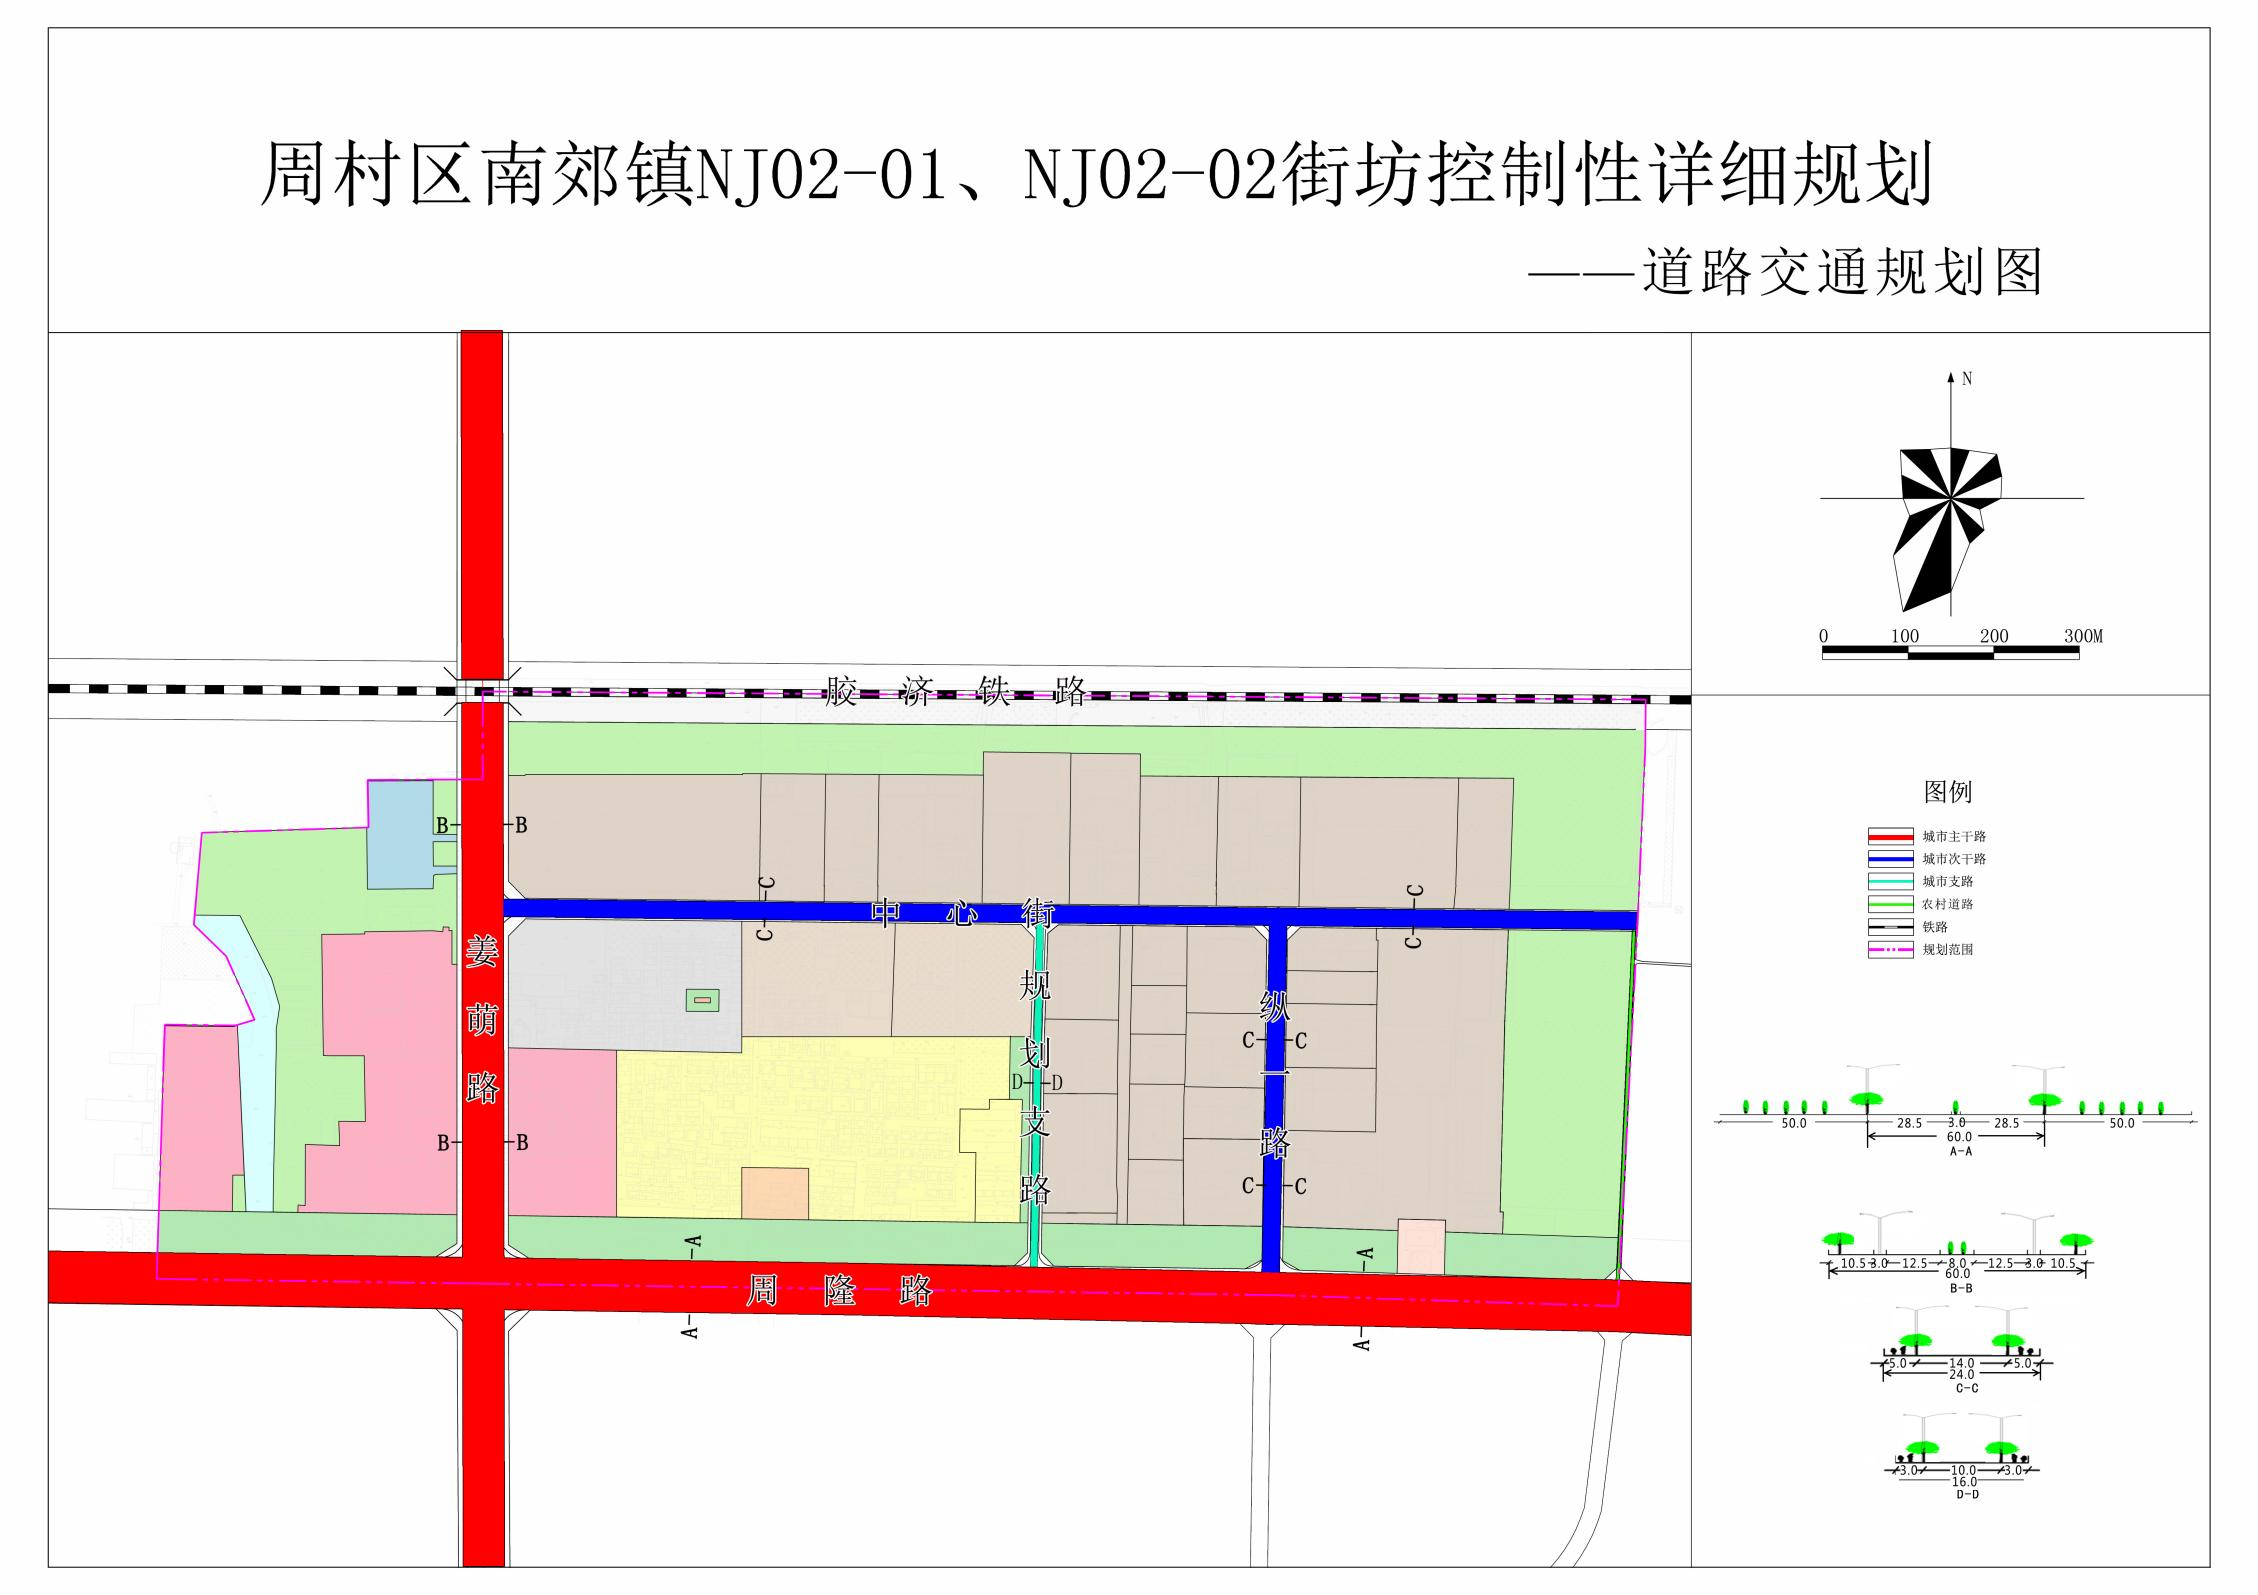 周村区南郊镇NJ02-01、NJ02-02街坊控制性详细规划
——道路交通规划图
N
0 100 200 300M
胶济铁路
图例
城市主干路
城市次干路
城市支路
农村道路
铁路
规划范围
B B
C
C
C
C
中心街
姜萌路
规划支路
纵一路
C C
D D
B B
C C
A
A
A
A
周隆路
50.0 28.5 3.0 28.5 50.0
60.0
A-A
10.5 3.0 12.5 8.0 12.5 3.0 10.5
60.0
B-B
5.0 14.0 5.0
24.0
C-C
3.0 10.0 3.0
16.0
D-D